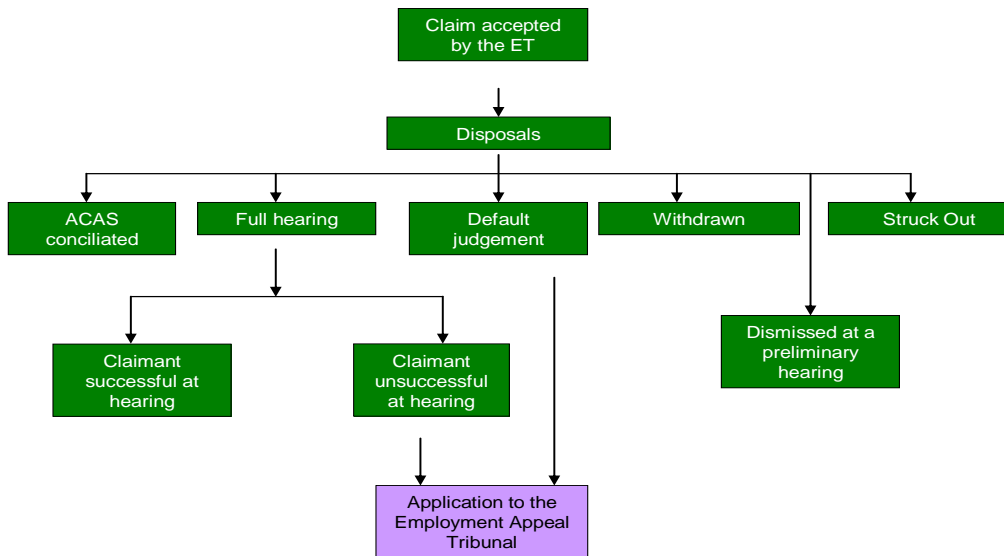 Claim accepted
by the ET
Disposals
ACAS
conciliated
Full hearing
Default
judgement
Withdrawn
Struck Out
Claimant
successful at
hearing
Claimant
unsuccessful
at hearing
Dismissed at a
preliminary
hearing
Application to the
Employment Appeal
Tribunal